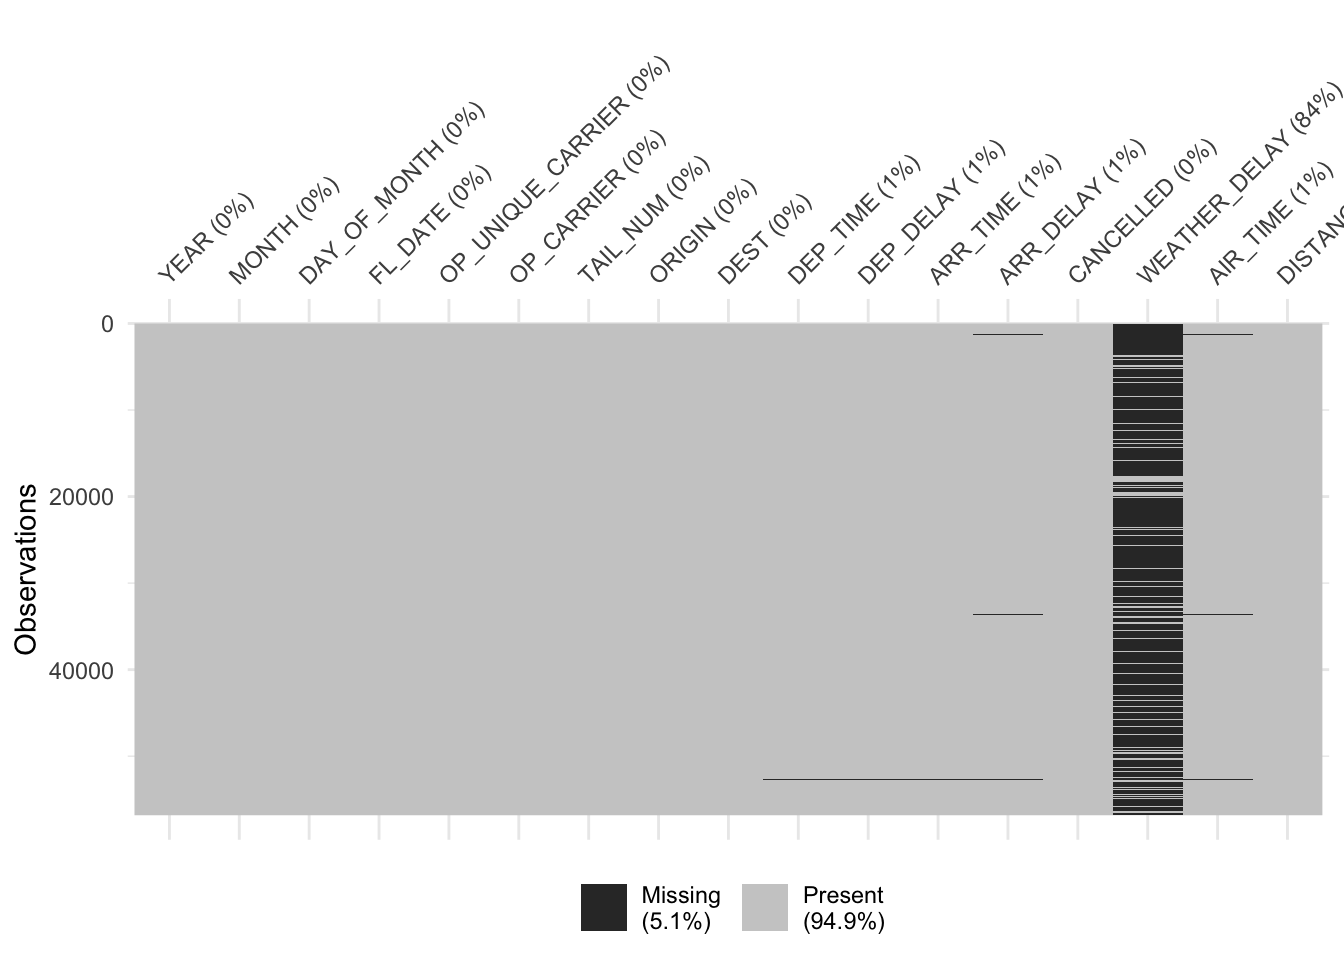 YEAR (0%)
MONTH (0%)
DAY_OF_MONTH (0%)
FL_DATE (0%)
OP_UNIQUE_CARRIER (0%)
OP_CARRIER (0%)
TAIL_NUM (0%)
ORIGIN (0%)
DEST (0%)
DEP_TIME (1%)
DEP_DELAY (1%)
ARR_TIME (1%)
ARR_DELAY (1%)
CANCELLED (0%)
WEATHER_DELAY (84%)
AIR_TIME (1%)
DISTANC
0
20000
40000
Observations
Missing
(5.1%)
Present
(94.9%)